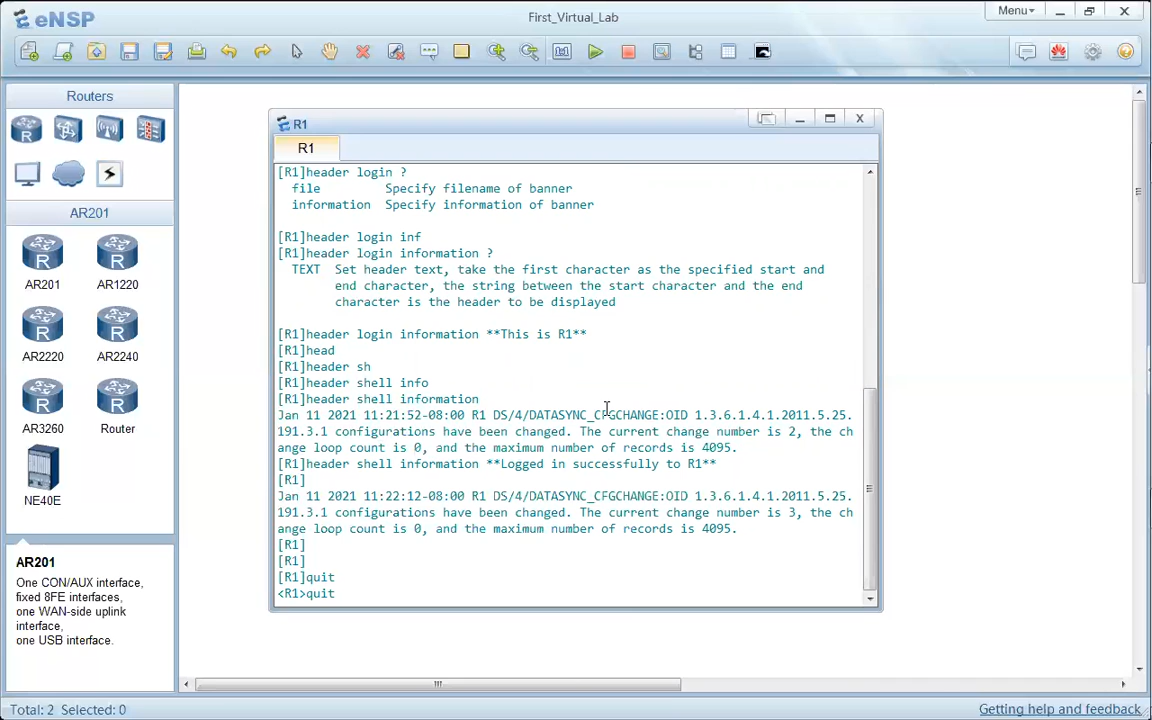 eNSP
First_Virtual_Lab
Menu
Routers
AR201
AR201
AR1220
AR2220
AR2240
AR3260
Router
NE40E
AR201
One CON/AUX interface,
fixed 8FE interfaces,
one WAN-side uplink
interface,
one USB interface.
R1
R1
[R1]header login ?
file Specify filename of banner
information Specify information of banner
[R1]header login inf
[R1]header login information ?
TEXT Set header text, take the first character as the specified start and
end character, the string between the start character and the end
character is the header to be displayed
[R1]header login information **This is R1**
[R1]head
[R1]header sh
[R1]header shell info
[R1]header shell information
Jan 11 2021 11:21:52-08:00 R1 DS/4/DATASYNC_CFGCHANGE:OID 1.3.6.1.4.1.2011.5.25.
191.3.1 configurations have been changed. The current change number is 2, the ch
ange loop count is 0, and the maximum number of records is 4095.
[R1]header shell information **Logged in successfully to R1**
[R1]
Jan 11 2021 11:22:12-08:00 R1 DS/4/DATASYNC_CFGCHANGE:OID 1.3.6.1.4.1.2011.5.25.
191.3.1 configurations have been changed. The current change number is 3, the ch
ange loop count is 0, and the maximum number of records is 4095.
[R1]
[R1]
[R1]quit
<R1>quit
Total: 2 Selected: 0
Getting help and feedback